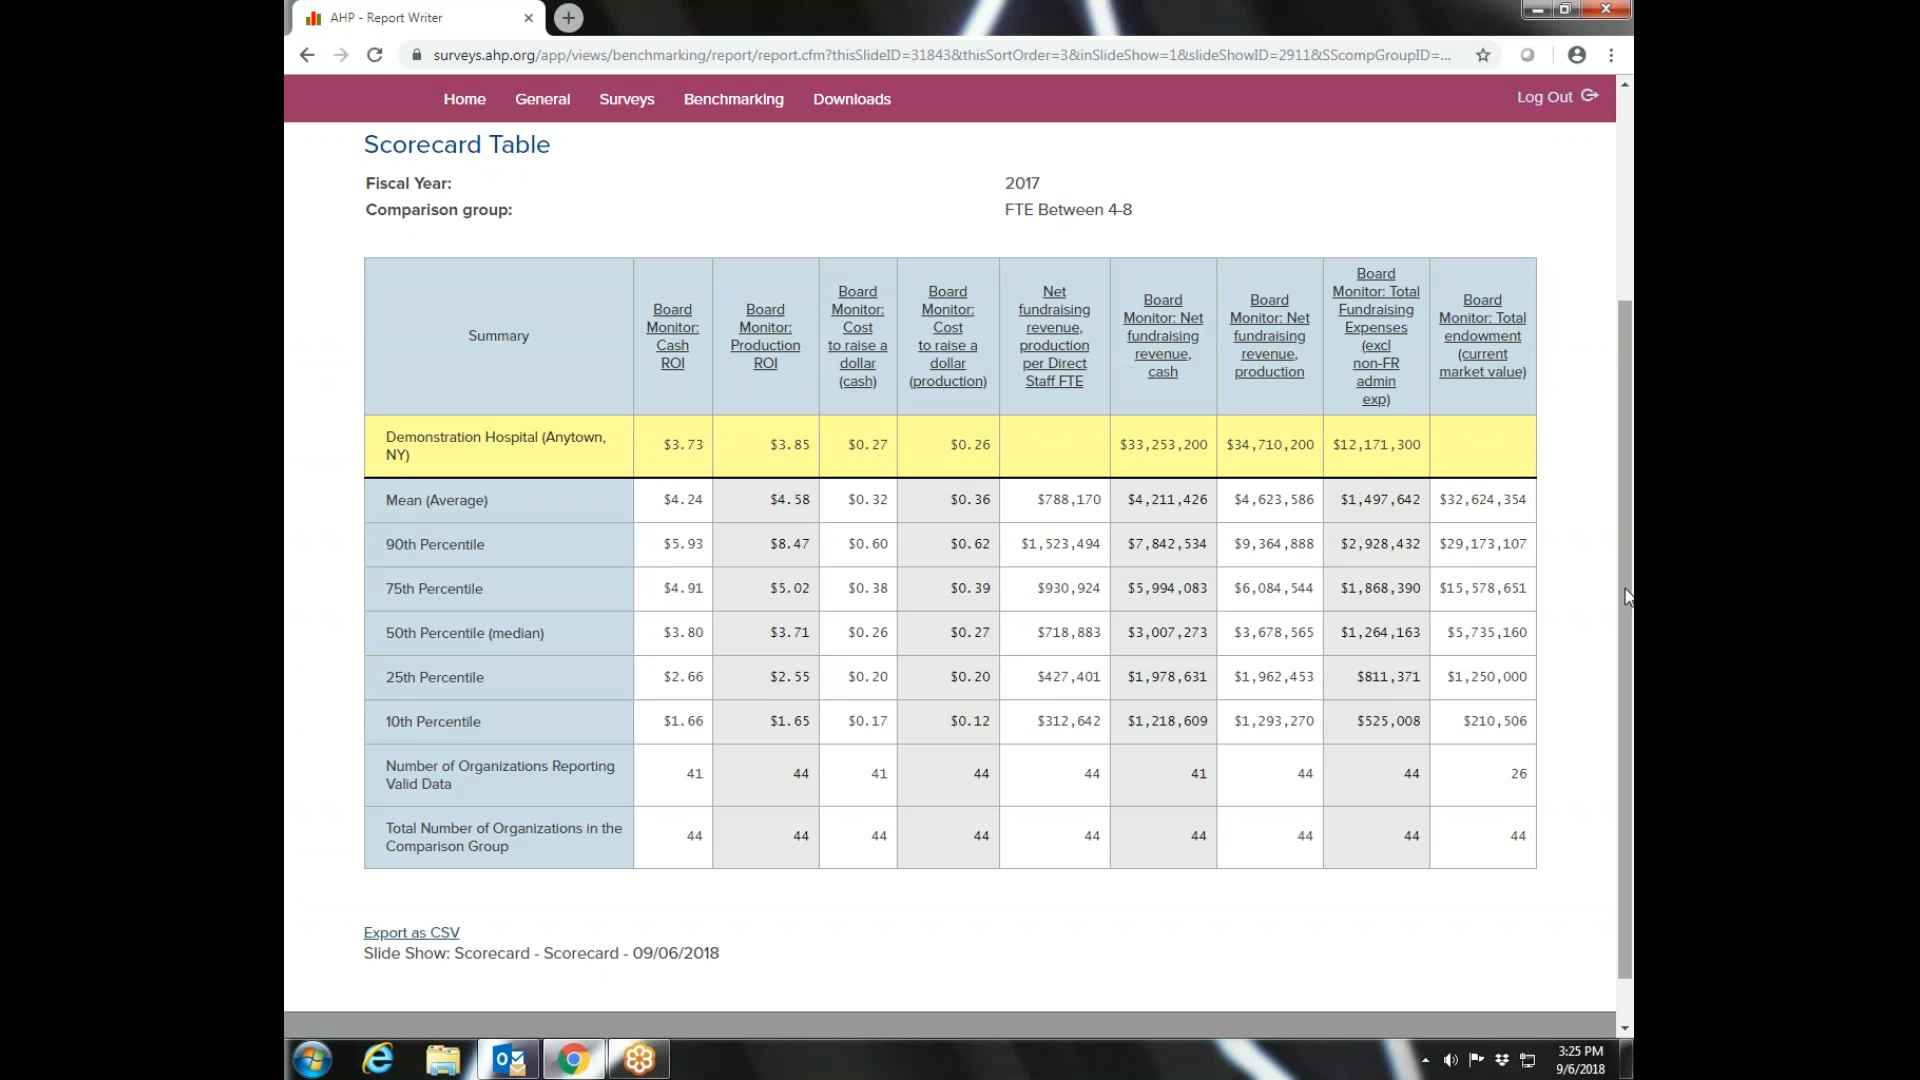 AHP - Report Writer
surveys.ahp.org/app/views/benchmarking/report/report.cfm?thisSlideID=31843&thisSortOrder=3&inSlideShow=1&slideShowID=2911&SScompGroupID=...
Home General Surveys Benchmarking Downloads Log Out
Scorecard Table
Fiscal Year: 2017
Comparison group: FTE Between 4-8
Summary
Board
Monitor:
Cash
ROI
Board
Monitor:
Production
ROI
Board
Monitor:
Cost
to raise a
dollar
(cash)
Board
Monitor:
Cost
to raise a
dollar
(production)
Net
fundraising
revenue,
production
per Direct
Staff FTE
Board
Monitor: Net
fundraising
revenue,
cash
Board
Monitor: Net
fundraising
revenue,
production
Board
Monitor: Total
Fundraising
Expenses
(excl
non-FR
admin
exp)
Board
Monitor: Total
endowment
(current
market value)
Demonstration Hospital (Anytown,
NY)
$3.73 $3.85 $0.27 $0.26 $33,253,200 $34,710,200 $12,171,300
Mean (Average) $4.24 $4.58 $0.32 $0.36 $788,170 $4,211,426 $4,623,586 $1,497,642 $32,624,354
90th Percentile $5.93 $8.47 $0.60 $0.62 $1,523,494 $7,842,534 $9,364,888 $2,928,432 $29,173,107
75th Percentile $4.91 $5.02 $0.38 $0.39 $930,924 $5,994,083 $6,084,544 $1,868,390 $15,578,651
50th Percentile (median) $3.80 $3.71 $0.26 $0.27 $718,883 $3,007,273 $3,678,565 $1,264,163 $5,735,160
25th Percentile $2.66 $2.55 $0.20 $0.20 $427,401 $1,978,631 $1,962,453 $811,371 $1,250,000
10th Percentile $1.66 $1.65 $0.17 $0.12 $312,642 $1,218,609 $1,293,270 $525,008 $210,506
Number of Organizations Reporting
Valid Data
41 44 41 44 44 41 44 44 26
Total Number of Organizations in the
Comparison Group
44 44 44 44 44 44 44 44 44
Export as CSV
Slide Show: Scorecard - Scorecard - 09/06/2018
3:25 PM
9/6/2018